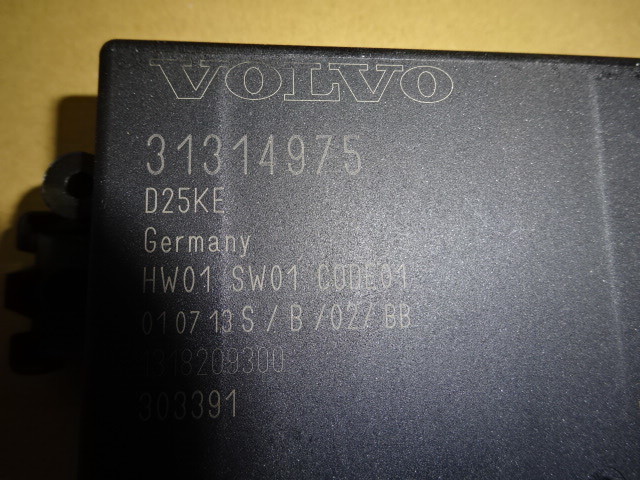 VOLVO
31314975
D25KE
Germany
HW01 SW01 CODE01
01 07 13 S / B / 02 / BB
303391